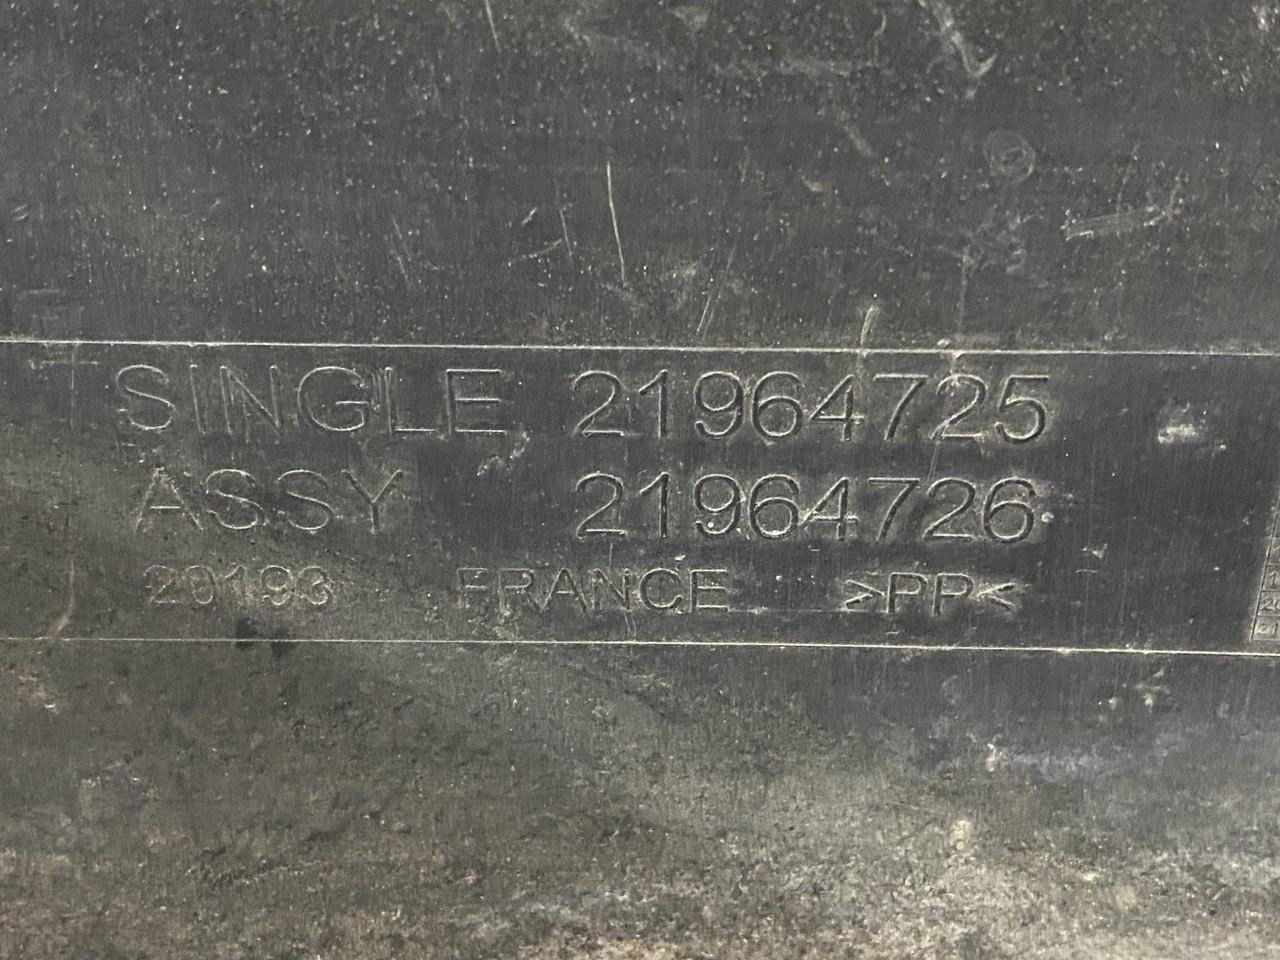 SINGLE 21964725
ASSY 21964726
20193 FRANCE >PP<